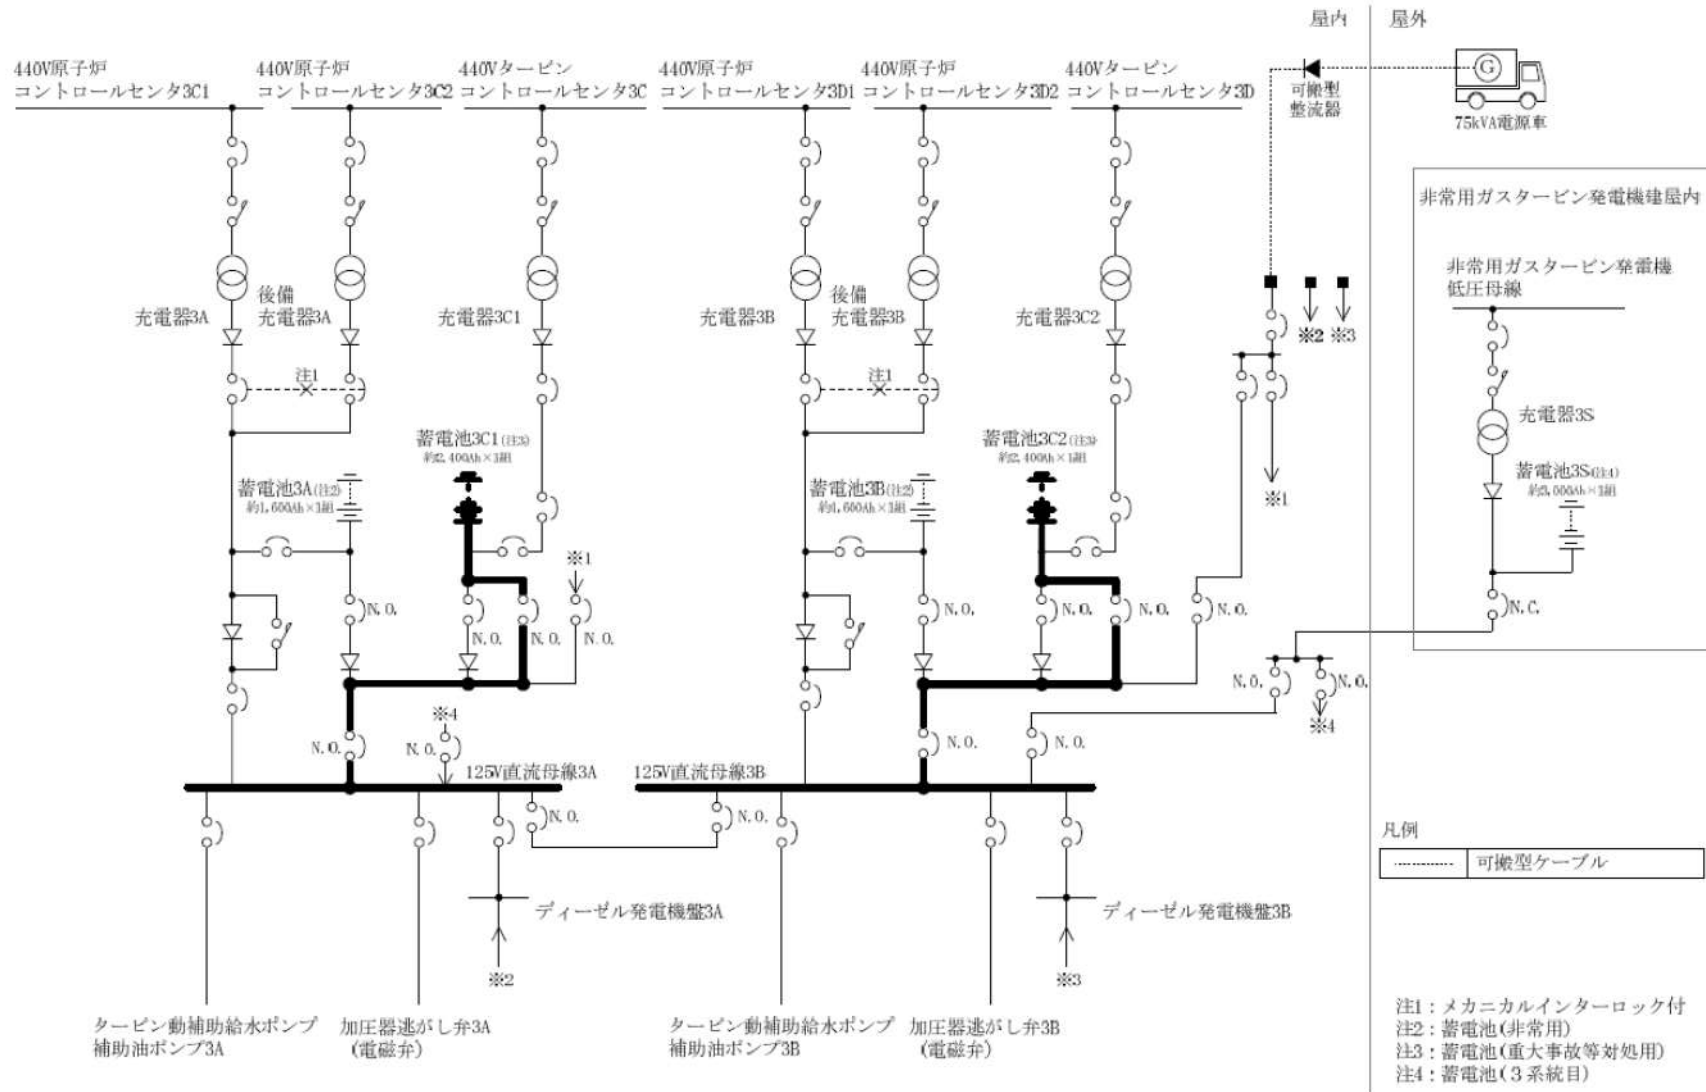 屋内
屋外
440V原子炉
コントロールセンタ3C1
440V原子炉
コントロールセンタ3C2
440Vタービン
コントロールセンタ3C
440V原子炉
コントロールセンタ3D1
440V原子炉
コントロールセンタ3D2
440Vタービン
コントロールセンタ3D
可搬型
整流器
G
75kVA電源車
非常用ガスタービン発電機建屋内
非常用ガスタービン発電機
低圧母線
充電器3A
後備
充電器3A
充電器3C1
充電器3B
後備
充電器3B
充電器3C2
※2
※3
注1
注1
充電器3S
蓄電池3C1(注3)
約2,400Ah×1組
蓄電池3C2(注3)
約2,400Ah×1組
蓄電池3A(注2)
約1,600Ah×1組
蓄電池3B(注2)
約1,600Ah×1組
蓄電池3S(注4)
約3,000Ah×1組
※1
※1
N.O.
N.O.
N.O.
N.O.
N.O.
N.O.
N.O.
N.O.
N.C.
N.O.
N.O.
※4
※4
N.O.
N.O.
N.O.
N.O.
125V直流母線3A
125V直流母線3B
N.O.
N.O.
ディーゼル発電機盤3A
ディーゼル発電機盤3B
※2
※3
タービン動補助給水ポンプ
補助油ポンプ3A
加圧器逃がし弁3A
(電磁弁)
タービン動補助給水ポンプ
補助油ポンプ3B
加圧器逃がし弁3B
(電磁弁)
凡例
可搬型ケーブル
注1：メカニカルインターロック付
注2：蓄電池(非常用)
注3：蓄電池(重大事故等対処用)
注4：蓄電池(3系統目)